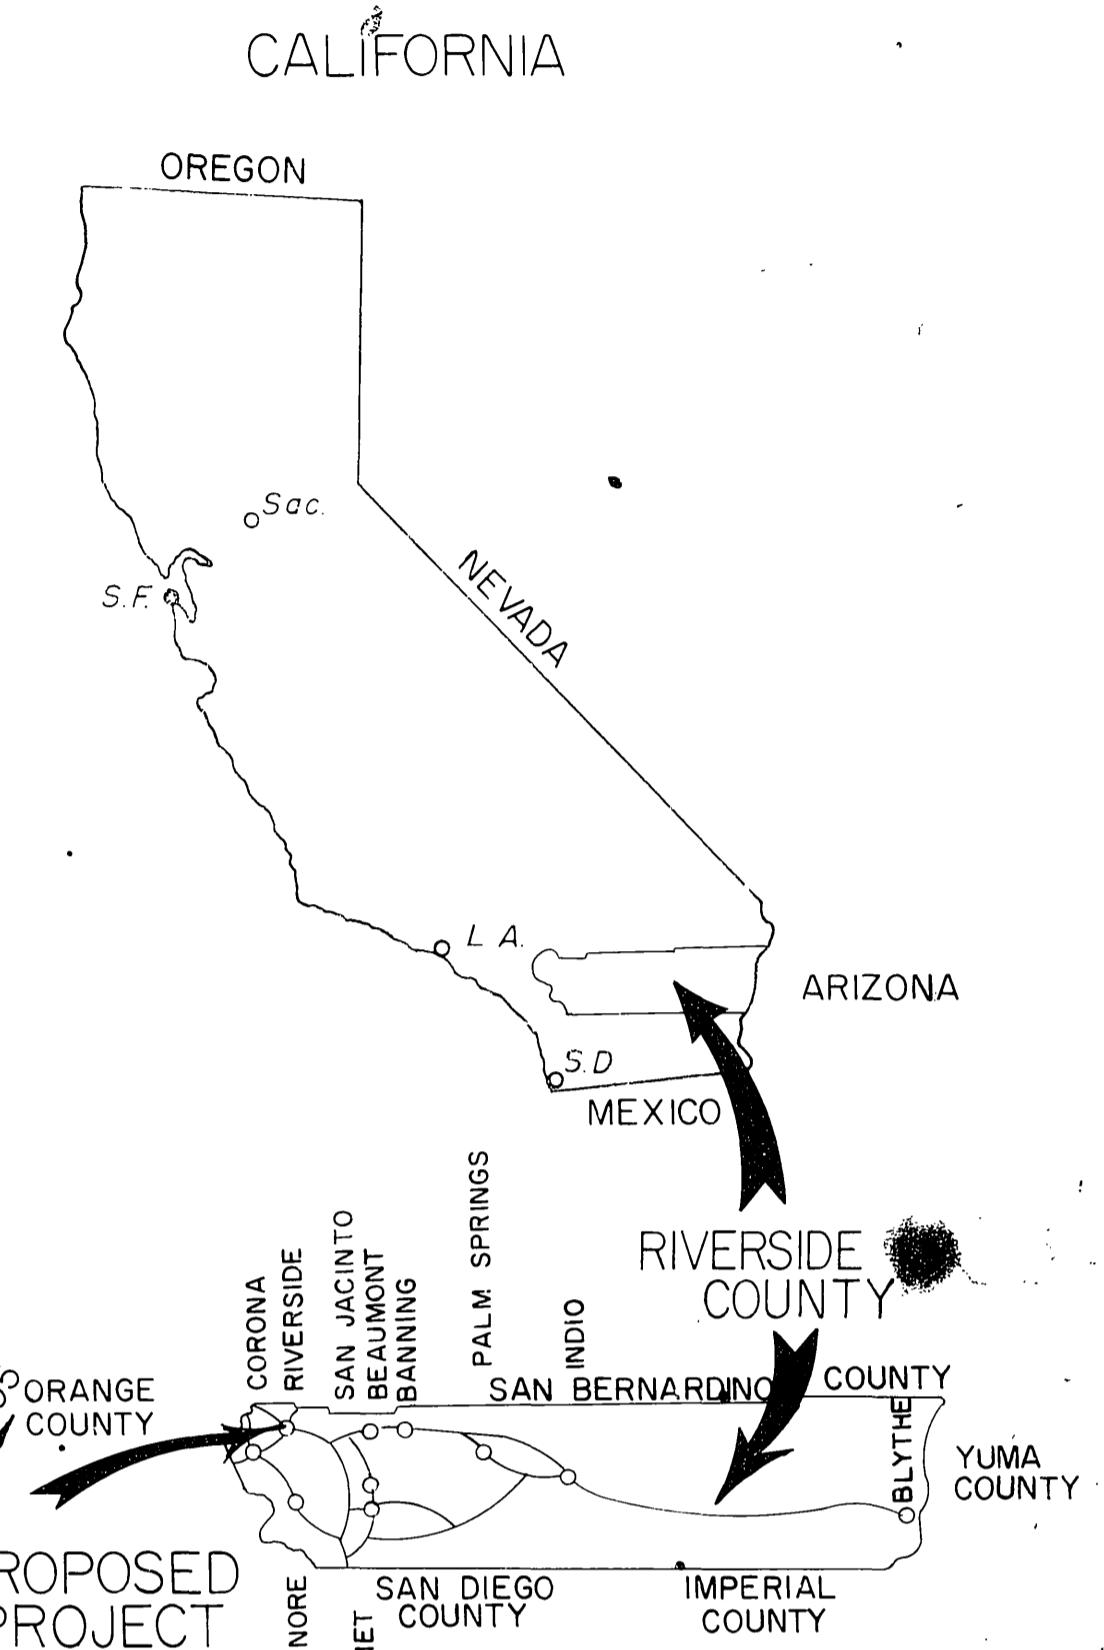 CALIFORNIA
OREGON
Sac.
S.F.
NEVADA
L A.
ARIZONA
S.D
MEXICO
RIVERSIDE
COUNTY
CORONA
RIVERSIDE
SAN JACINTO
BEAUMONT
BANNING
PALM SPRINGS
INDIO
ORANGE
COUNTY
SAN BERNARDINO COUNTY
BLYTHE
YUMA
COUNTY
ROPOSED
PROJECT
NORE
SAN DIEGO
COUNTY
IMPERIAL
COUNTY